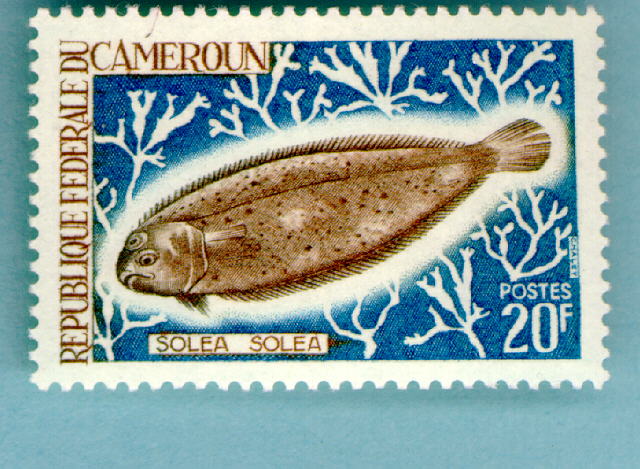 REPUBLIQUE FEDERALE DU
CAMEROUN
SOLEA SOLEA
POSTES
20F